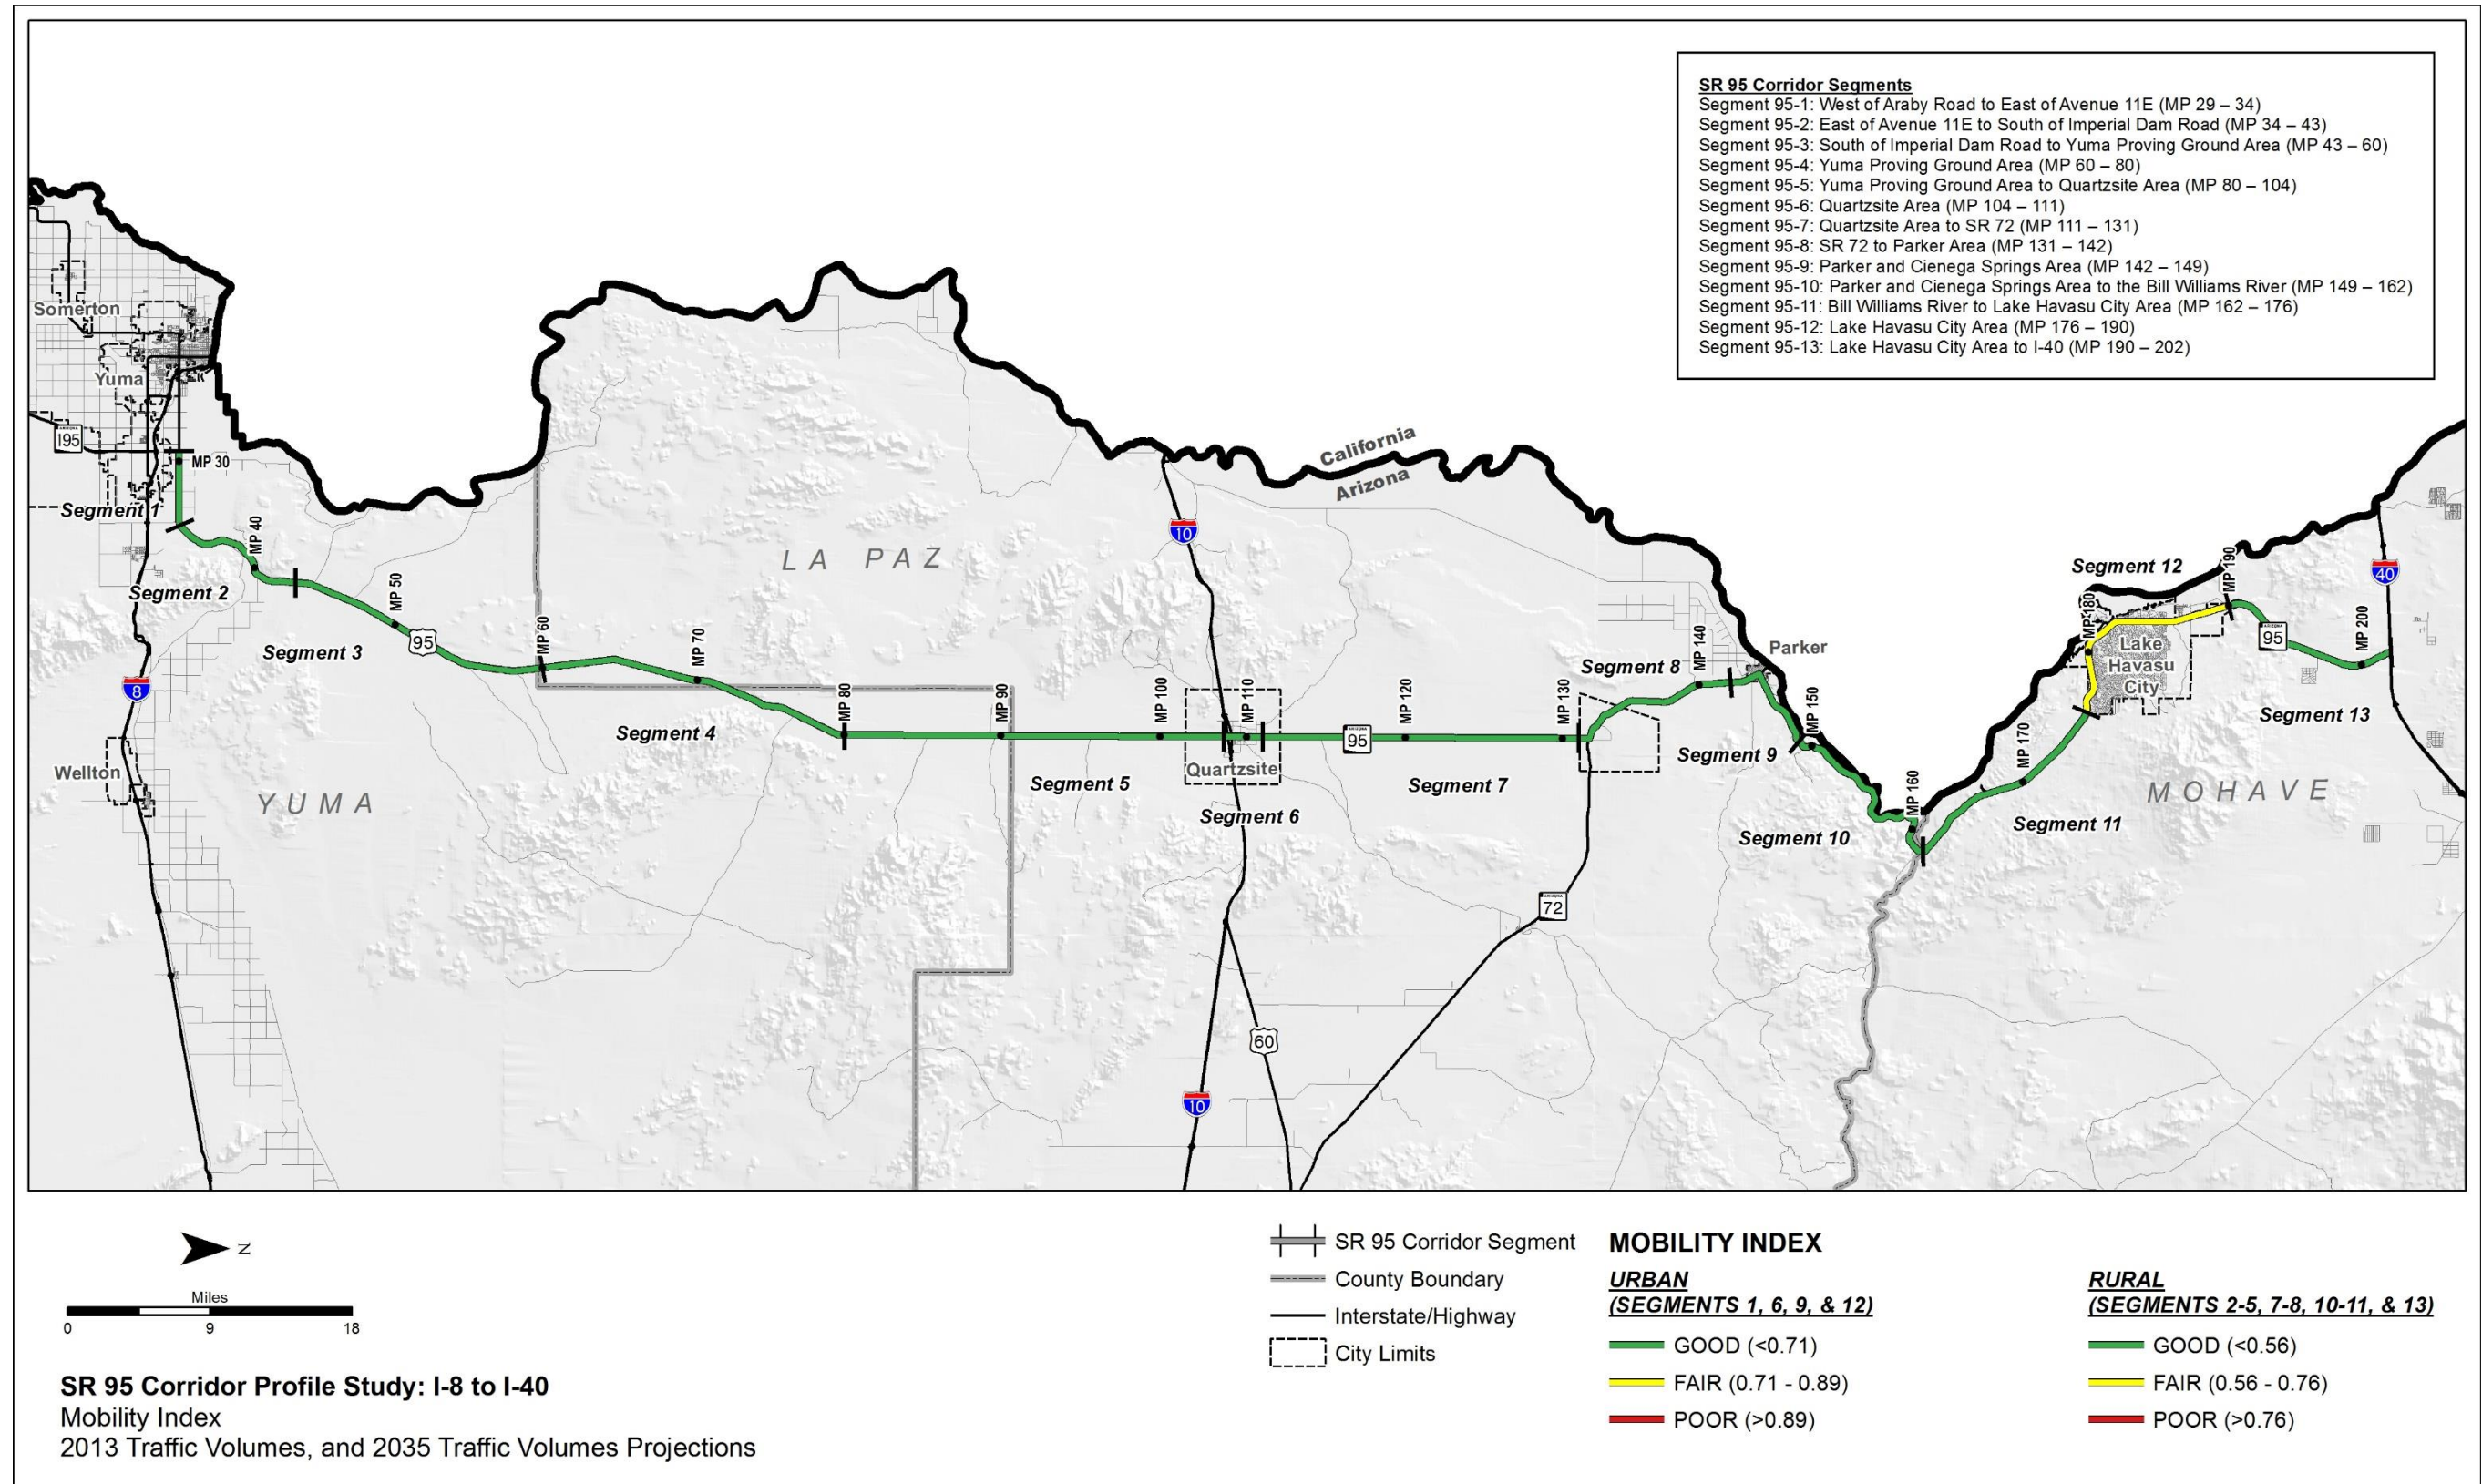 SR 95 Corridor Segments
Segment 95-1: West of Araby Road to East of Avenue 11E (MP 29 – 34)
Segment 95-2: East of Avenue 11E to South of Imperial Dam Road (MP 34 – 43)
Segment 95-3: South of Imperial Dam Road to Yuma Proving Ground Area (MP 43 – 60)
Segment 95-4: Yuma Proving Ground Area (MP 60 – 80)
Segment 95-5: Yuma Proving Ground Area to Quartzsite Area (MP 80 – 104)
Segment 95-6: Quartzsite Area (MP 104 – 111)
Segment 95-7: Quartzsite Area to SR 72 (MP 111 – 131)
Segment 95-8: SR 72 to Parker Area (MP 131 – 142)
Segment 95-9: Parker and Cienega Springs Area (MP 142 – 149)
Segment 95-10: Parker and Cienega Springs Area to the Bill Williams River (MP 149 – 162)
Segment 95-11: Bill Williams River to Lake Havasu City Area (MP 162 – 176)
Segment 95-12: Lake Havasu City Area (MP 176 – 190)
Segment 95-13: Lake Havasu City Area to I-40 (MP 190 – 202)
Somerton
Yuma
ARIZONA
195
MP 30
Segment 1
MP 40
Segment 2
MP 50
95
Segment 3
8
Wellton
YUMA
MP 60
LA PAZ
MP 70
Segment 4
MP 80
MP 90
Segment 5
MP 100
10
MP 110
Quartzsite
Segment 6
California
Arizona
MP 120
ARIZONA
95
Segment 7
MP 130
Segment 8
MP 140
Parker
Segment 9
MP 150
Segment 10
MP 160
MP 170
Segment 11
Segment 12
MP 180
MP 190
Lake
Havasu
City
ARIZONA
95
MP 200
40
Segment 13
MOHAVE
ARIZONA
72
60
10
N
Miles
0 9 18
SR 95 Corridor Profile Study: I-8 to I-40
Mobility Index
2013 Traffic Volumes, and 2035 Traffic Volumes Projections
SR 95 Corridor Segment
County Boundary
Interstate/Highway
City Limits
MOBILITY INDEX
URBAN
(SEGMENTS 1, 6, 9, & 12)
GOOD (<0.71)
FAIR (0.71 - 0.89)
POOR (>0.89)
RURAL
(SEGMENTS 2-5, 7-8, 10-11, & 13)
GOOD (<0.56)
FAIR (0.56 - 0.76)
POOR (>0.76)